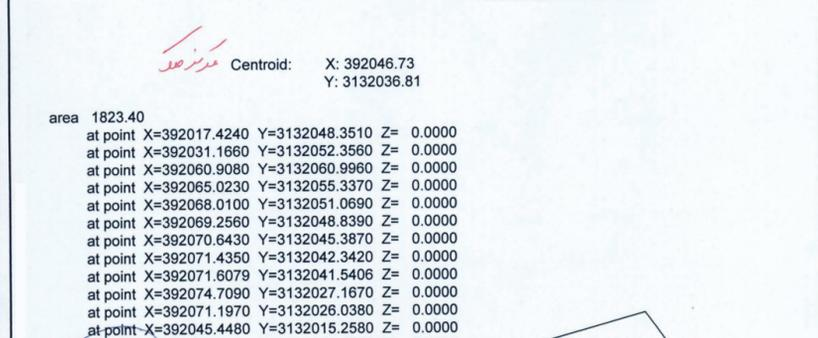 Centroid: X: 392046.73
Y: 3132036.81
area 1823.40
at point X=392017.4240 Y=3132048.3510 Z= 0.0000
at point X=392031.1660 Y=3132052.3560 Z= 0.0000
at point X=392060.9080 Y=3132060.9960 Z= 0.0000
at point X=392065.0230 Y=3132055.3370 Z= 0.0000
at point X=392068.0100 Y=3132051.0690 Z= 0.0000
at point X=392069.2560 Y=3132048.8390 Z= 0.0000
at point X=392070.6430 Y=3132045.3870 Z= 0.0000
at point X=392071.4350 Y=3132042.3420 Z= 0.0000
at point X=392071.6079 Y=3132041.5406 Z= 0.0000
at point X=392074.7090 Y=3132027.1670 Z= 0.0000
at point X=392071.1970 Y=3132026.0380 Z= 0.0000
at point X=392045.4480 Y=3132015.2580 Z= 0.0000